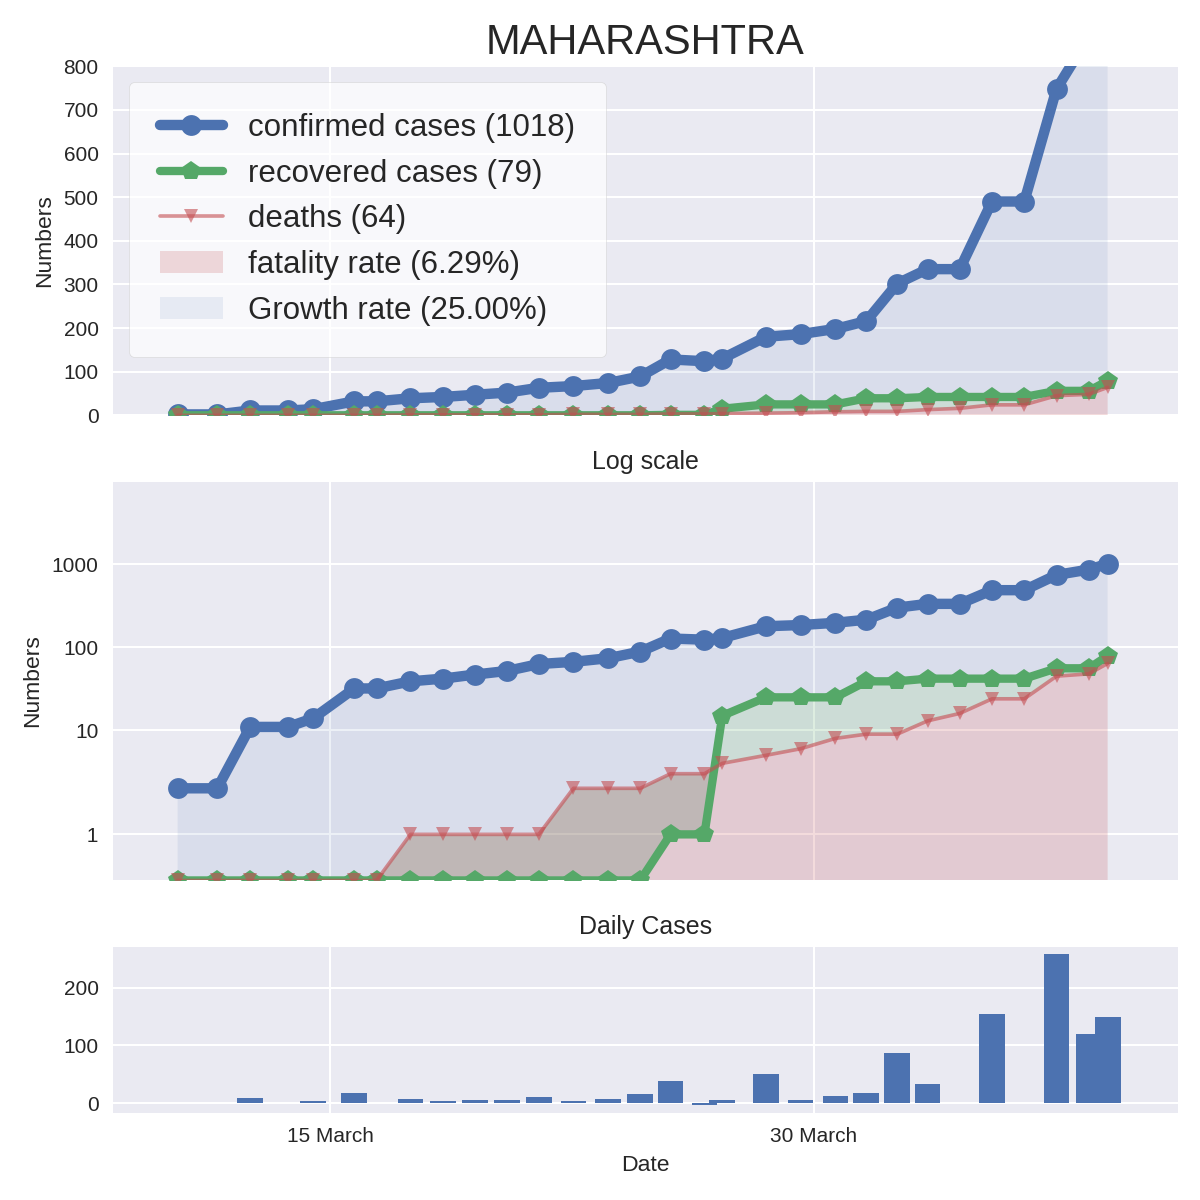 MAHARASHTRA
800
700
600
500
400
300
200
100
0
Numbers
confirmed cases (1018)
recovered cases (79)
deaths (64)
fatality rate (6.29%)
Growth rate (25.00%)
Log scale
1000
100
10
1
Numbers
Daily Cases
200
100
0
15 March
30 March
Date